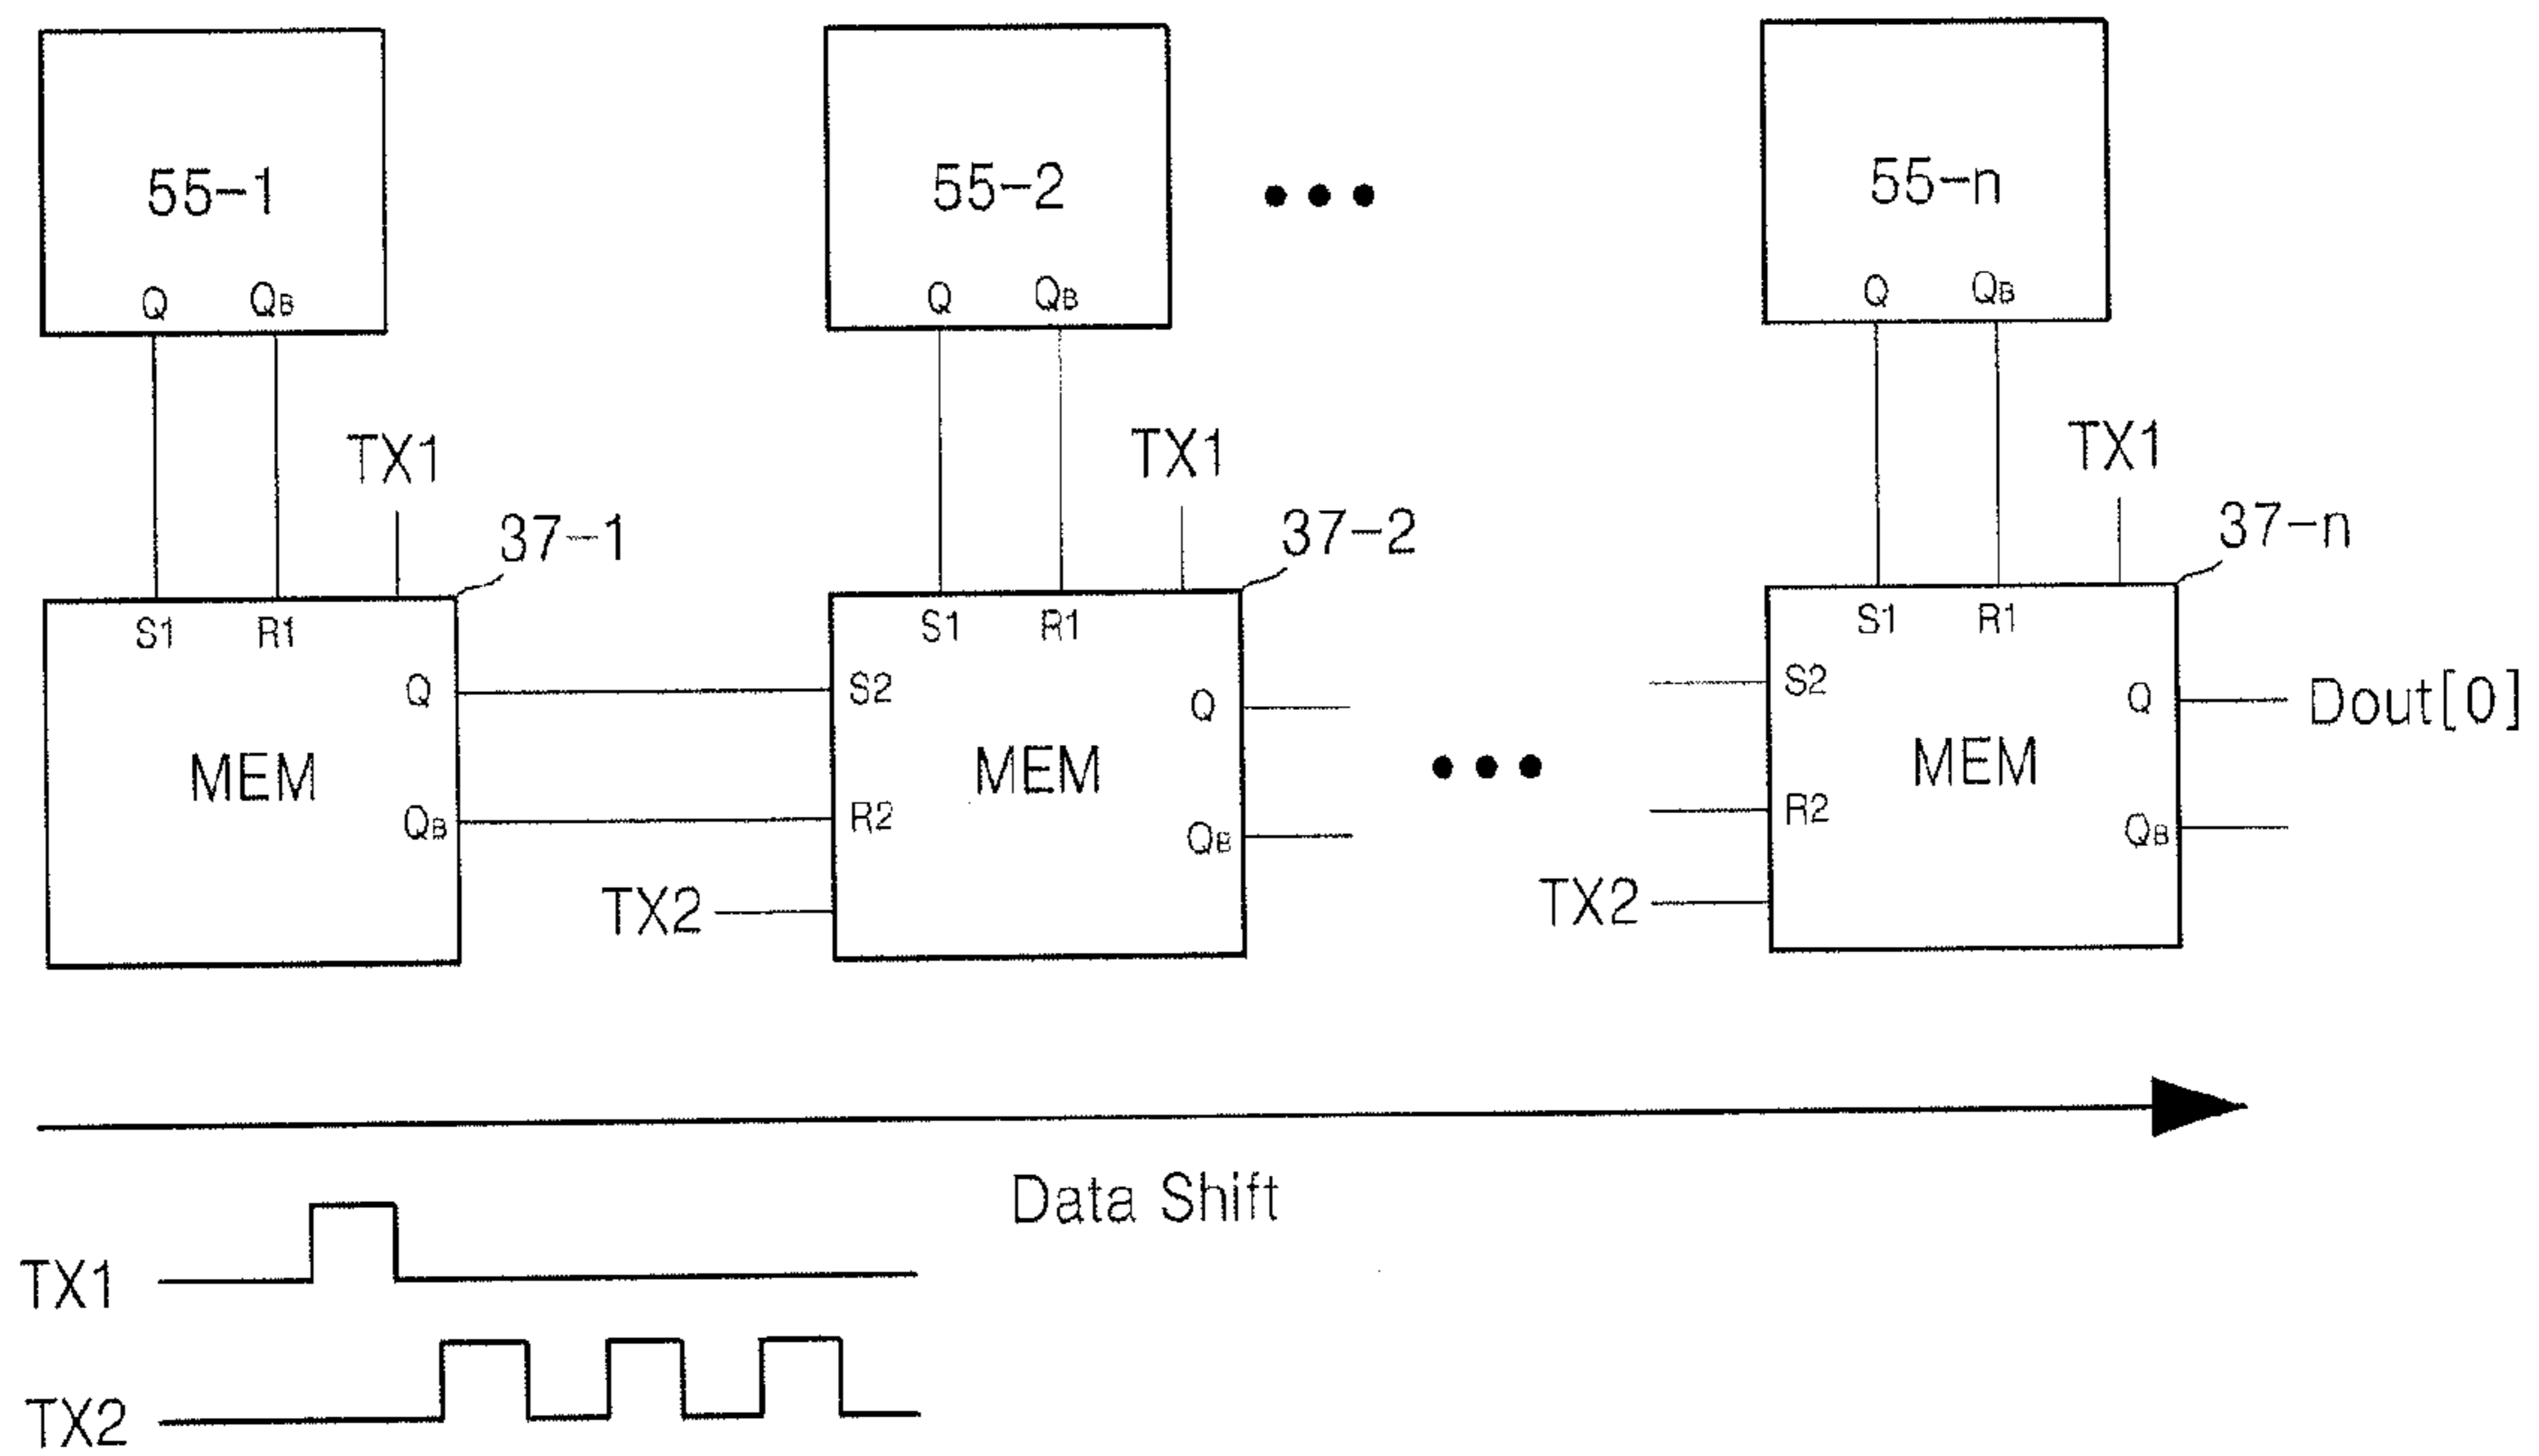 55-1 55-2 ••• 55-n
Q QB Q QB Q QB
TX1 TX1 TX1
37-1 37-2 37-n
S1 R1 S1 R1 S1 R1
Q S2 Q S2 Q Dout[0]
MEM MEM ••• MEM
QB R2 QB R2 QB
TX2 TX2
Data Shift
TX1
TX2